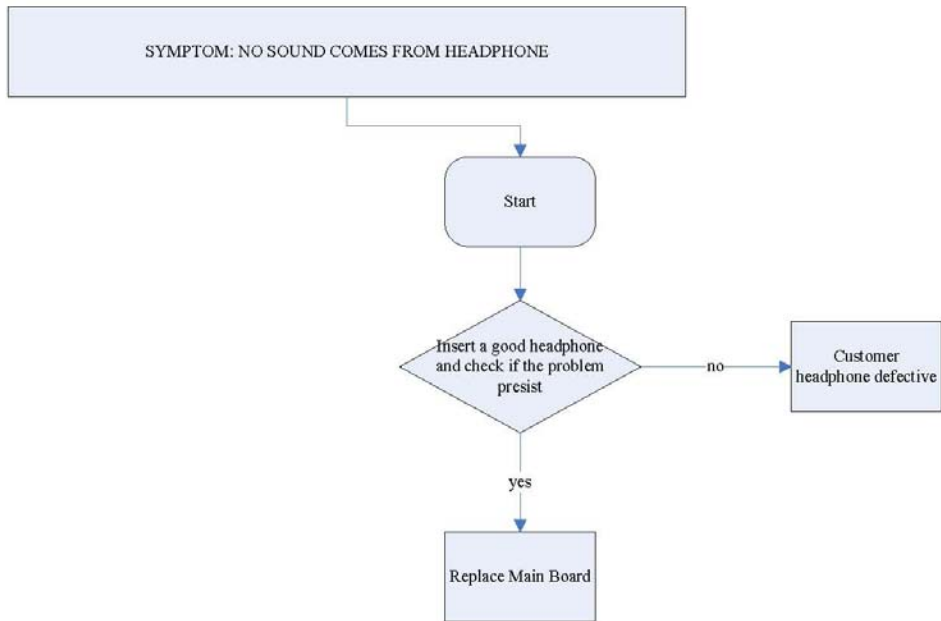 SYMPTOM: NO SOUND COMES FROM HEADPHONE
Start
Insert a good headphone
and check if the problem
presist
no
Customer
headphone defective
yes
Replace Main Board